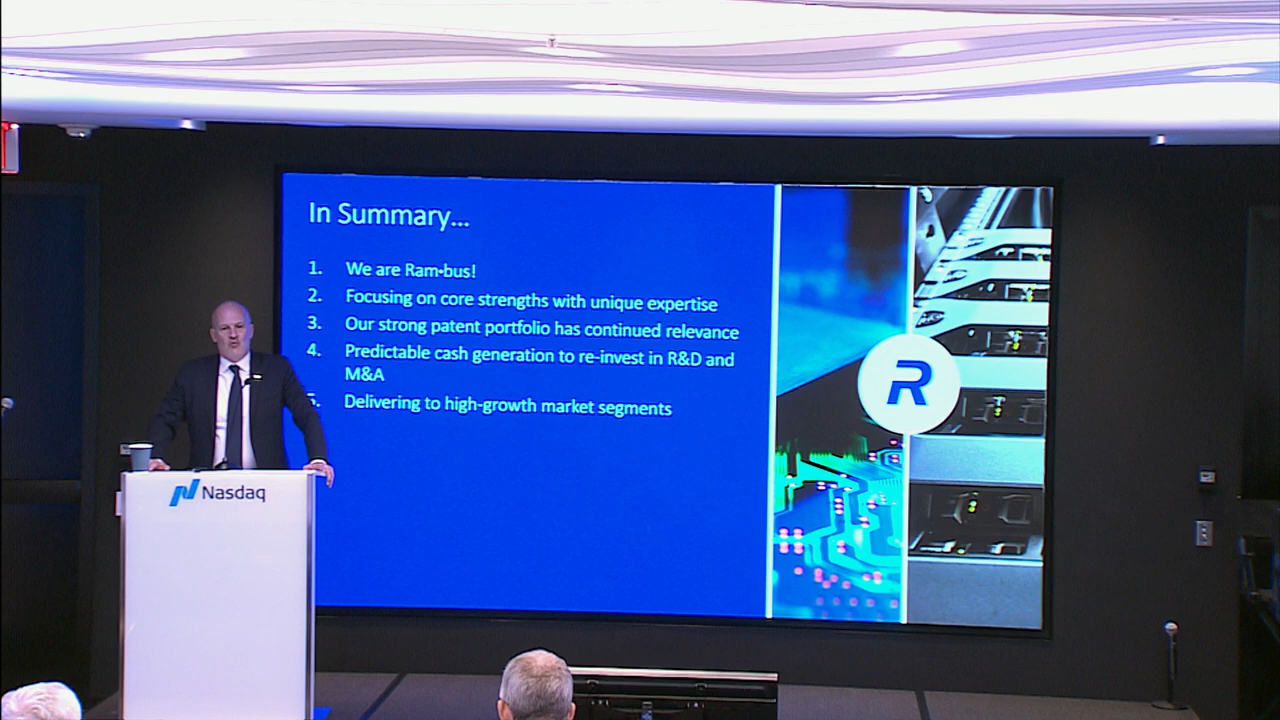 In Summary...
1. We are Ram•bus!
2. Focusing on core strengths with unique expertise
3. Our strong patent portfolio has continued relevance
4. Predictable cash generation to re-invest in R&D and
M&A
5. Delivering to high-growth market segments
R
Nasdaq